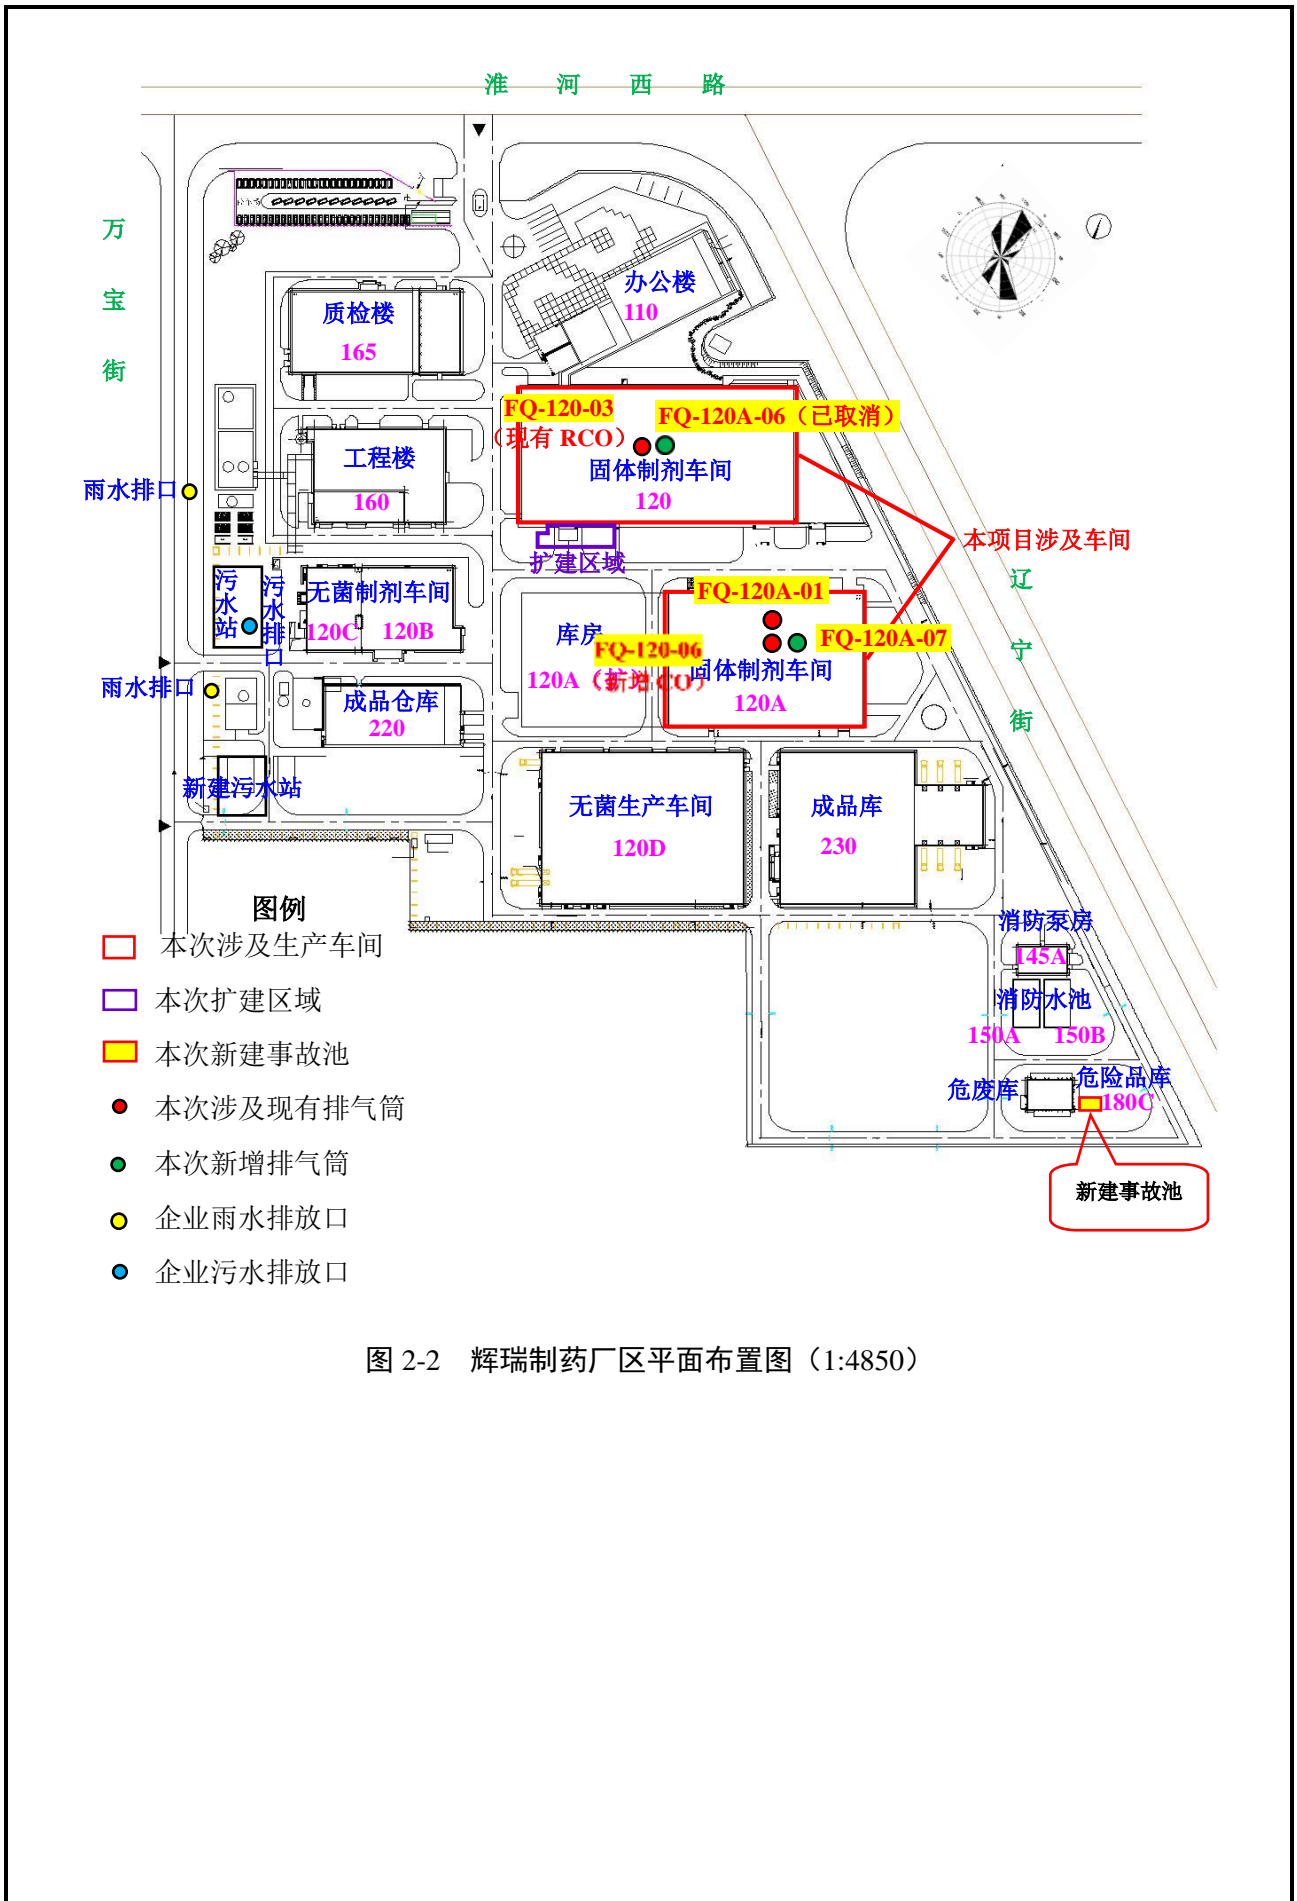 淮河西路
万宝街
办公楼
110
质检楼
165
FQ-120-03
（现有 RCO）
FQ-120A-06（已取消）
固体制剂车间
120
工程楼
160
雨水排口
本项目涉及车间
扩建区域
辽宁街
污水站
污水排口
无菌制剂车间
120C
120B
FQ-120A-01
库房
FQ-120-06
FQ-120A-07
120A
（新增 CO）
固体制剂车间
120A
雨水排口
成品仓库
220
新建污水站
无菌生产车间
120D
成品库
230
图例
消防泵房
145A
本次涉及生产车间
消防水池
150A
150B
本次扩建区域
本次新建事故池
危废库
危险品库
180C
本次涉及现有排气筒
本次新增排气筒
新建事故池
企业雨水排放口
企业污水排放口
图 2-2 辉瑞制药厂区平面布置图（1:4850）